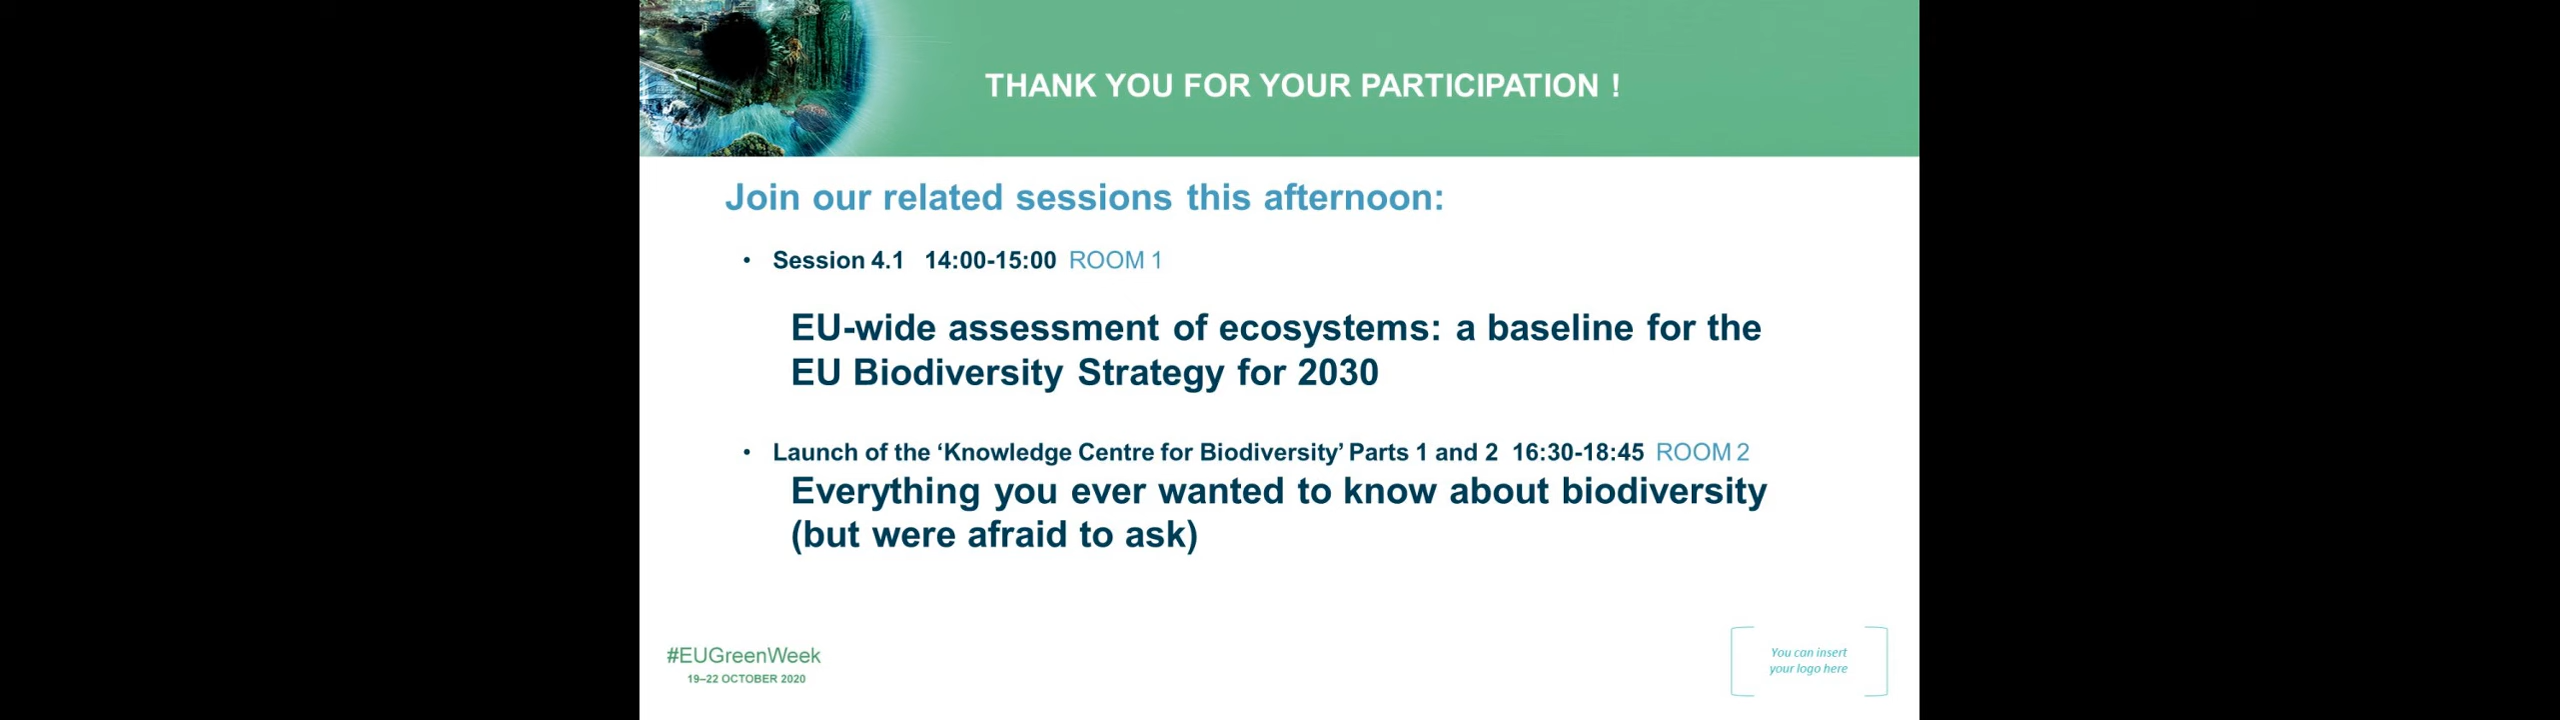 THANK YOU FOR YOUR PARTICIPATION !
Join our related sessions this afternoon:
• Session 4.1 14:00-15:00 ROOM 1
EU-wide assessment of ecosystems: a baseline for the
EU Biodiversity Strategy for 2030
• Launch of the ‘Knowledge Centre for Biodiversity’ Parts 1 and 2 16:30-18:45 ROOM 2
Everything you ever wanted to know about biodiversity
(but were afraid to ask)
#EUGreenWeek
19–22 OCTOBER 2020
You can insert
your logo here